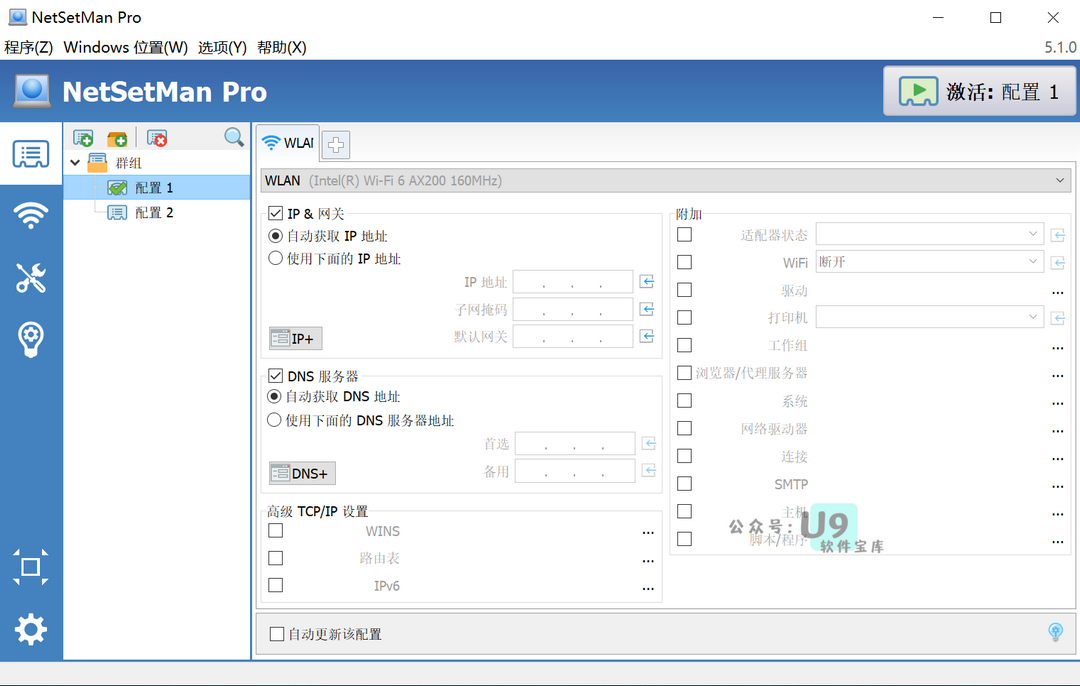 NetSetMan Pro
程序(Z) Windows 位置(W) 选项(Y) 帮助(X) 5.1.0
NetSetMan Pro
激活: 配置 1
群组
配置 1
配置 2
WLAN
WLAN (Intel(R) Wi-Fi 6 AX200 160MHz)
IP & 网关
自动获取 IP 地址
使用下面的 IP 地址
IP 地址
子网掩码
默认网关
IP+
DNS 服务器
自动获取 DNS 地址
使用下面的 DNS 服务器地址
首选
备用
DNS+
高级 TCP/IP 设置
WINS ...
路由表 ...
IPv6 ...
附加
适配器状态
WiFi 断开
驱动 ...
打印机
工作组 ...
浏览器/代理服务器 ...
系统 ...
网络驱动器 ...
连接 ...
SMTP ...
主机 ...
脚本/程序 ...
公众号: U9
软件宝库
自动更新该配置